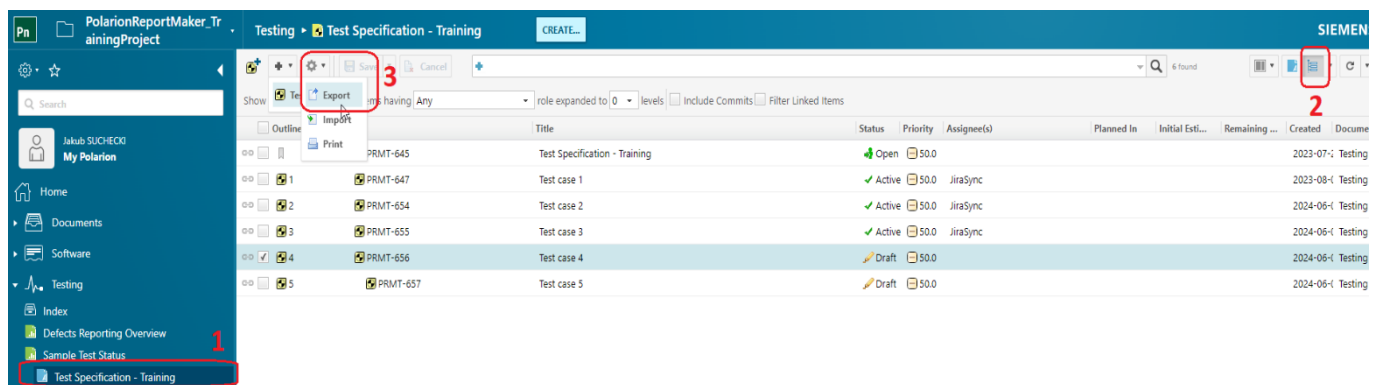 Pn
PolarionReportMaker_Tr
ainingProject
Testing ▸ Test Specification - Training
CREATE...
SIEMEN
3
Save
Cancel
6 found
2
Search
Show
Te
Export
ms having Any
role expanded to 0 levels
Include Commits
Filter Linked Items
Import
Print
Jakub SUCHECKI
My Polarion
Outline
Title
Status
Priority
Assignee(s)
Planned In
Initial Esti...
Remaining ...
Created
Docume
PRMT-645 Test Specification - Training Open 50.0 2023-07-2 Testing
1 PRMT-647 Test case 1 Active 50.0 JiraSync 2023-08-( Testing
2 PRMT-654 Test case 2 Active 50.0 JiraSync 2024-06-( Testing
3 PRMT-655 Test case 3 Active 50.0 JiraSync 2024-06-( Testing
4 PRMT-656 Test case 4 Draft 50.0 2024-06-( Testing
5 PRMT-657 Test case 5 Draft 50.0 2024-06-( Testing
Home
Documents
Software
Testing
Index
Defects Reporting Overview
1
Sample Test Status
Test Specification - Training